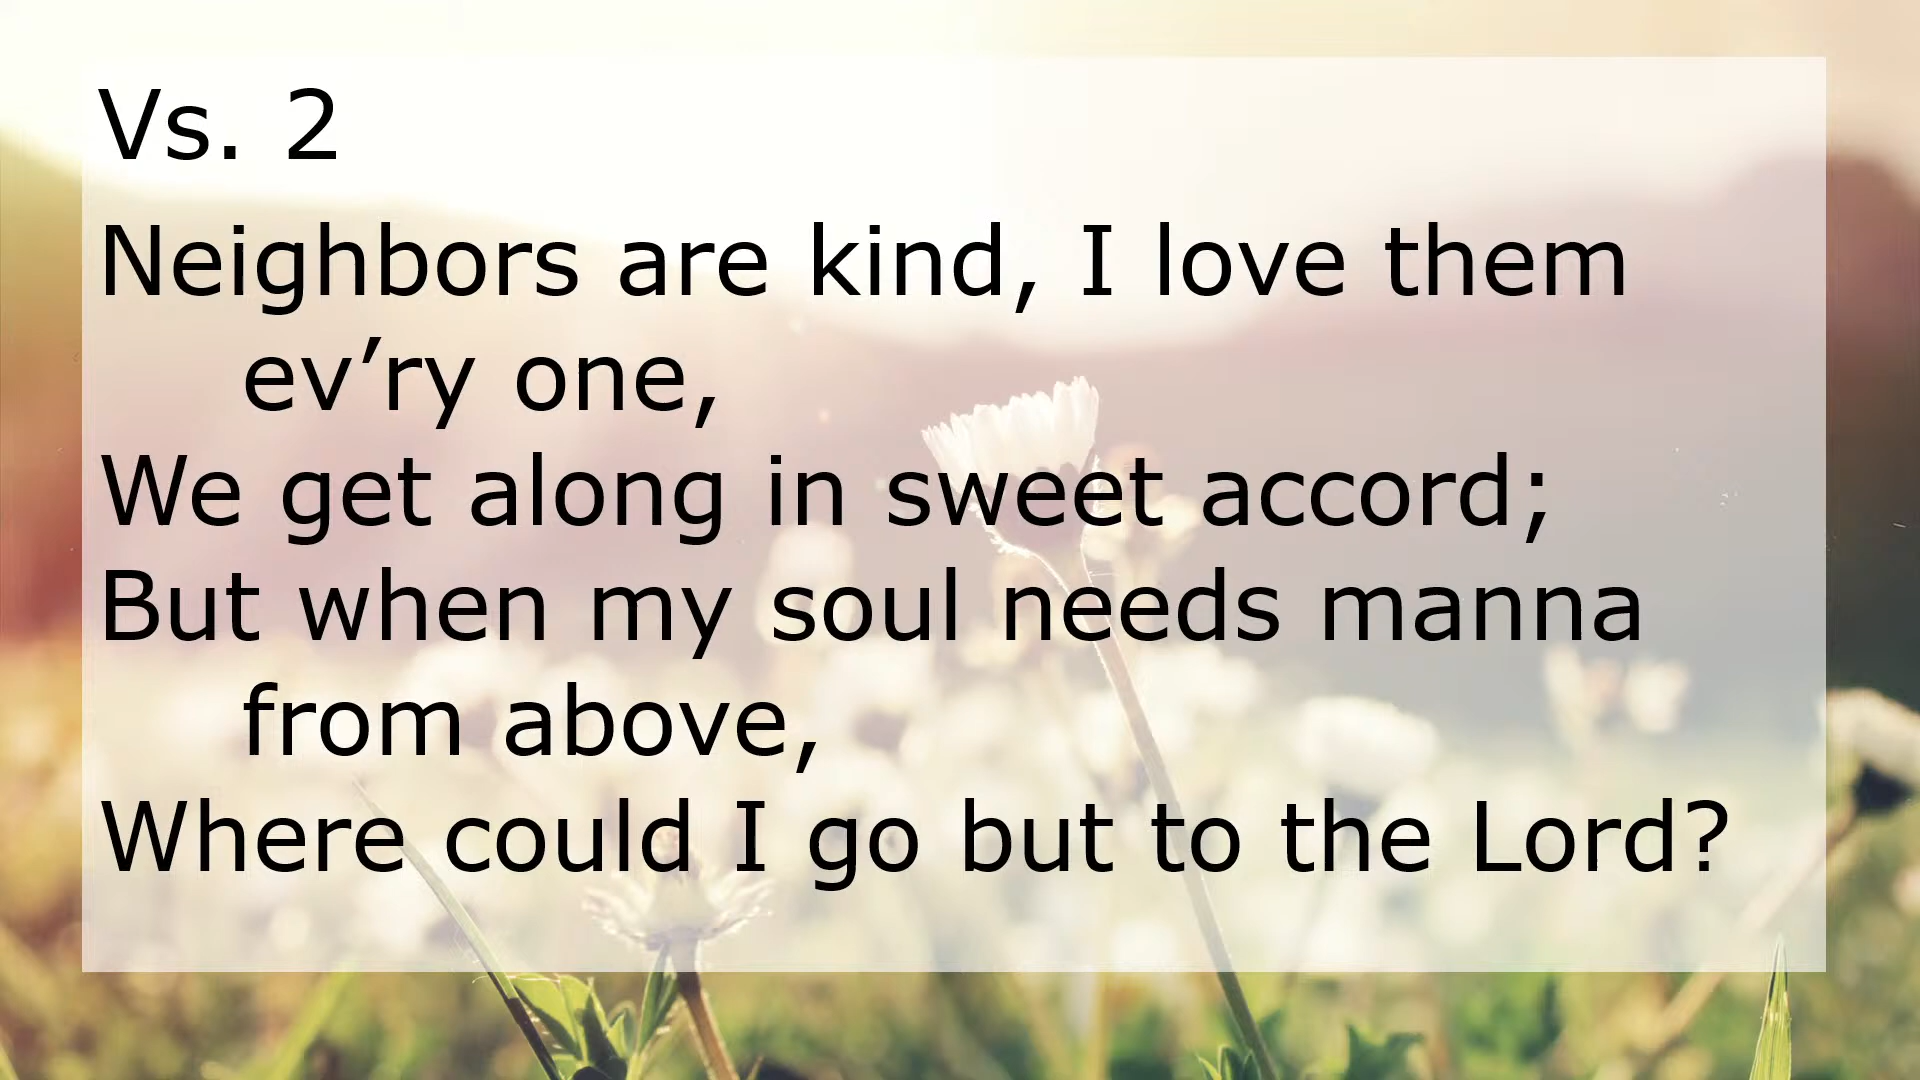 Vs. 2
Neighbors are kind, I love them
ev’ry one,
We get along in sweet accord;
But when my soul needs manna
from above,
Where could I go but to the Lord?